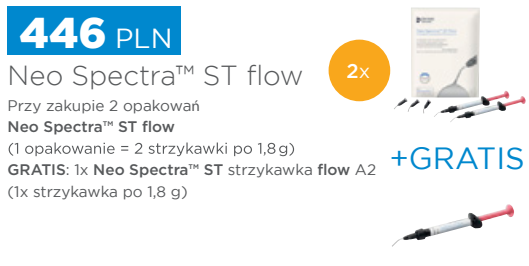 446 PLN
Neo Spectra™ ST flow
2x
Przy zakupie 2 opakowań
Neo Spectra™ ST flow
(1 opakowanie = 2 strzykawki po 1,8 g)
GRATIS: 1x Neo Spectra™ ST strzykawka flow A2
(1x strzykawka po 1,8 g)
+GRATIS